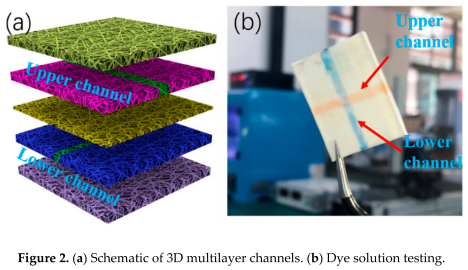 (a)
Upper channel
Lower channel
(b)
Upper
channel
Lower
channel
Figure 2. (a) Schematic of 3D multilayer channels. (b) Dye solution testing.